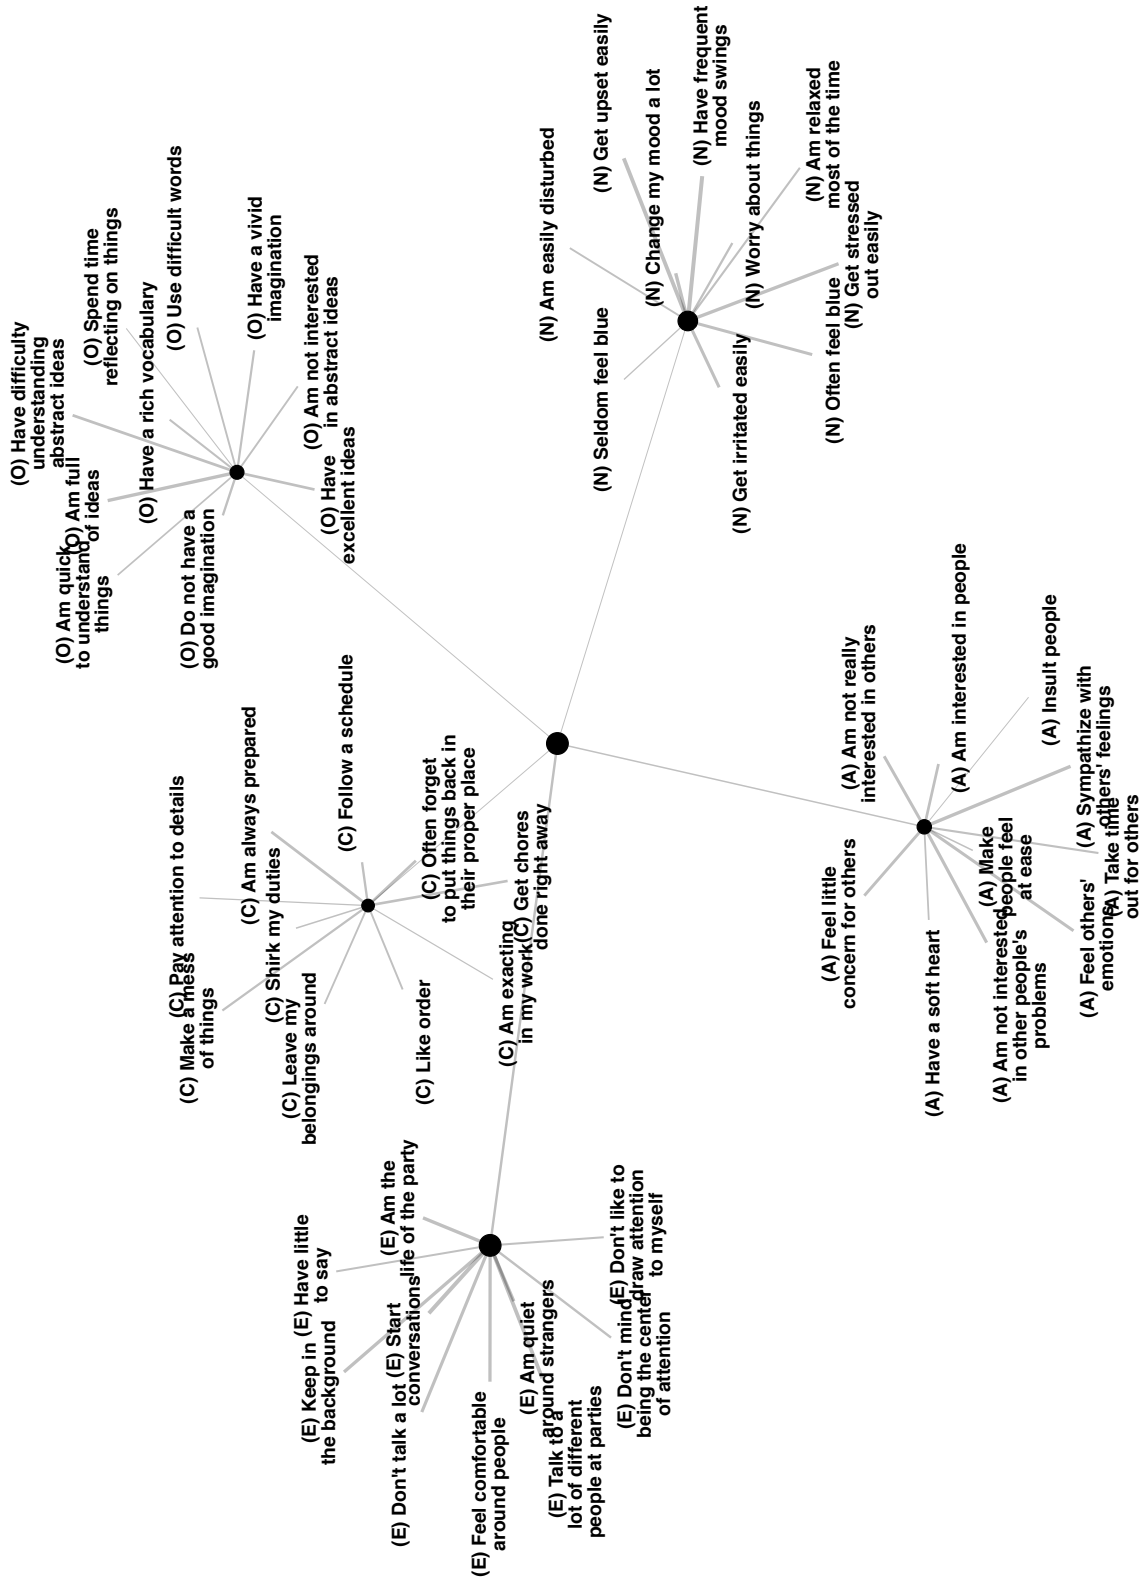 (O) Have difficulty
understanding
abstract ideas
(O) Spend time
reflecting on things
(O) Have a rich vocabulary
(O) Use difficult words
(O) Have a vivid
imagination
(O) Am not interested
in abstract ideas
(O) Have
excellent ideas
(O) Am full
of ideas
(O) Am quick
to understand
things
(O) Do not have a
good imagination
(N) Am easily disturbed
(N) Get upset easily
(N) Change my mood a lot
(N) Have frequent
mood swings
(N) Worry about things
(N) Am relaxed
most of the time
(N) Get stressed
out easily
(N) Often feel blue
(N) Get irritated easily
(N) Seldom feel blue
(C) Pay attention to details
(C) Am always prepared
(C) Follow a schedule
(C) Often forget
to put things back in
their proper place
(C) Get chores
done right away
(C) Am exacting
in my work
(C) Like order
(C) Shirk my duties
(C) Leave my
belongings around
(C) Make a mess
of things
(A) Am not really
interested in others
(A) Am interested in people
(A) Insult people
(A) Sympathize with
others' feelings
(A) Take time
out for others
(A) Make
people feel
at ease
(A) Feel others'
emotions
(A) Am not interested
in other people's
problems
(A) Have a soft heart
(A) Feel little
concern for others
(E) Am the
life of the party
(E) Have little
to say
(E) Keep in
the background
(E) Start
conversations
(E) Don't talk a lot
(E) Feel comfortable
around people
(E) Am quiet
around strangers
(E) Talk to a
lot of different
people at parties
(E) Don't mind
being the center
of attention
(E) Don't like to
draw attention
to myself